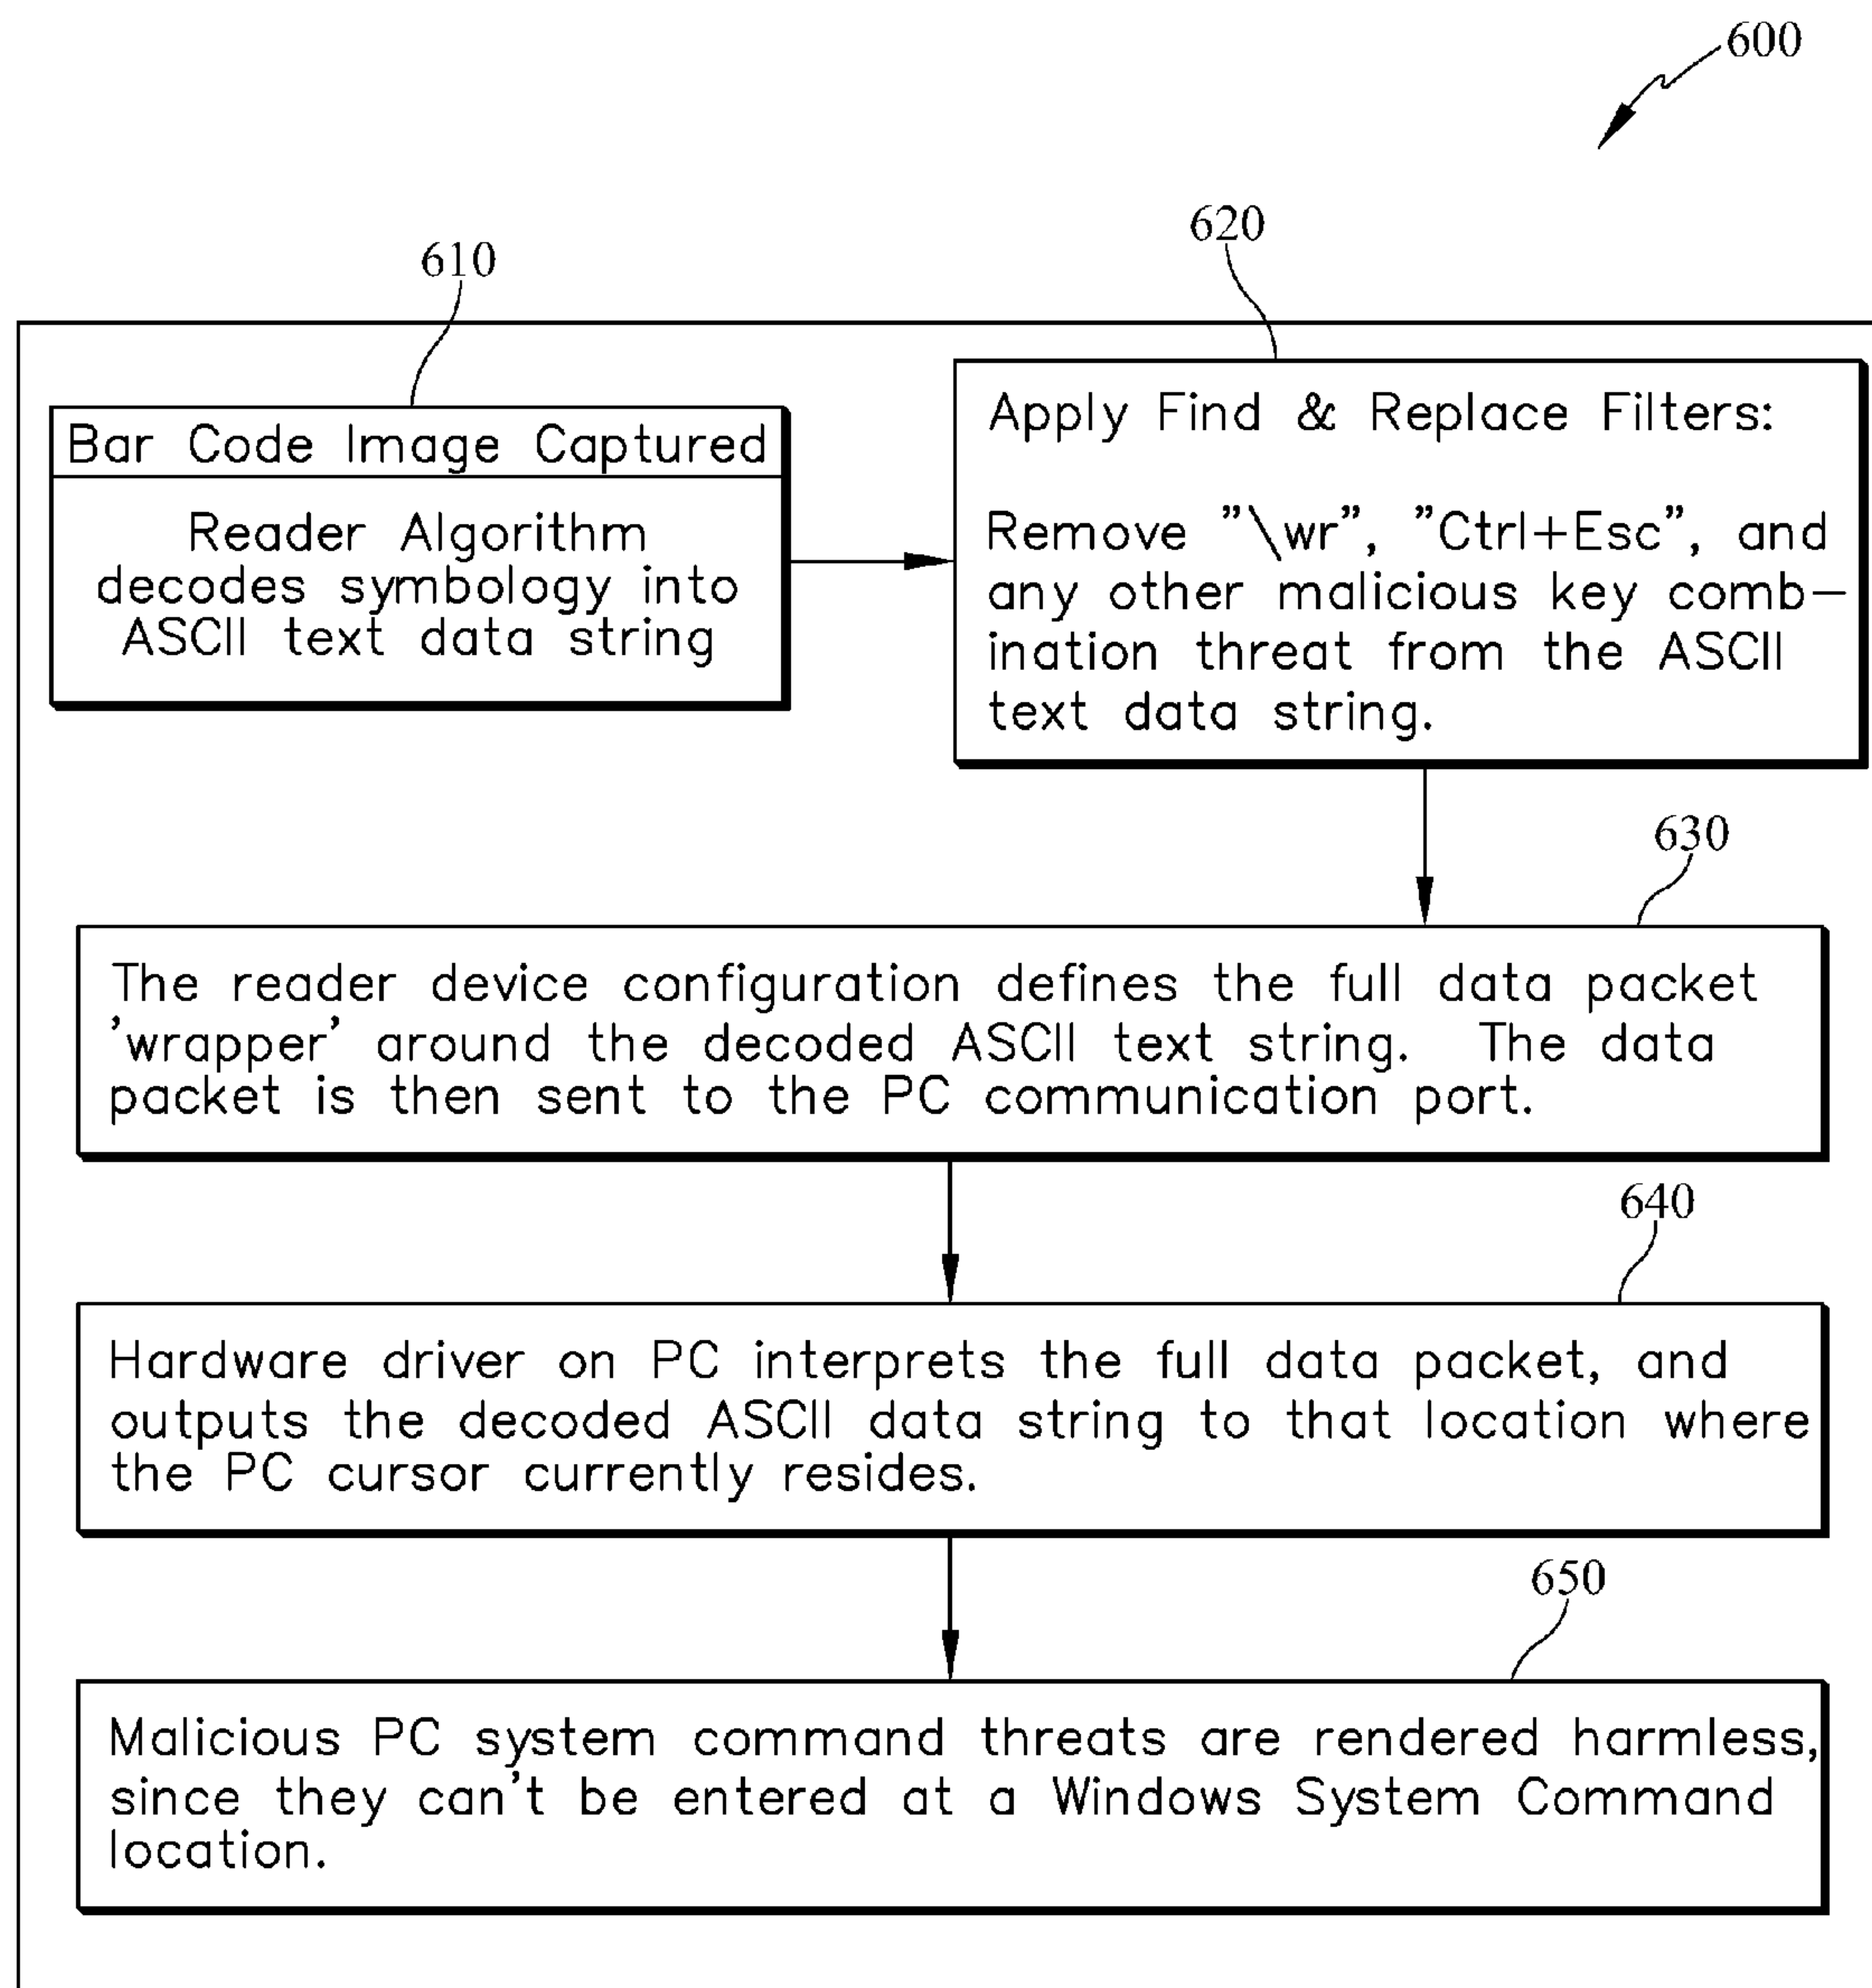 600
610
620
Bar Code Image Captured
Reader Algorithm
decodes symbology into
ASCII text data string
Apply Find & Replace Filters:
Remove "\wr", "Ctrl+Esc", and
any other malicious key comb-
ination threat from the ASCII
text data string.
630
The reader device configuration defines the full data packet
'wrapper' around the decoded ASCII text string. The data
packet is then sent to the PC communication port.
640
Hardware driver on PC interprets the full data packet, and
outputs the decoded ASCII data string to that location where
the PC cursor currently resides.
650
Malicious PC system command threats are rendered harmless,
since they can't be entered at a Windows System Command
location.